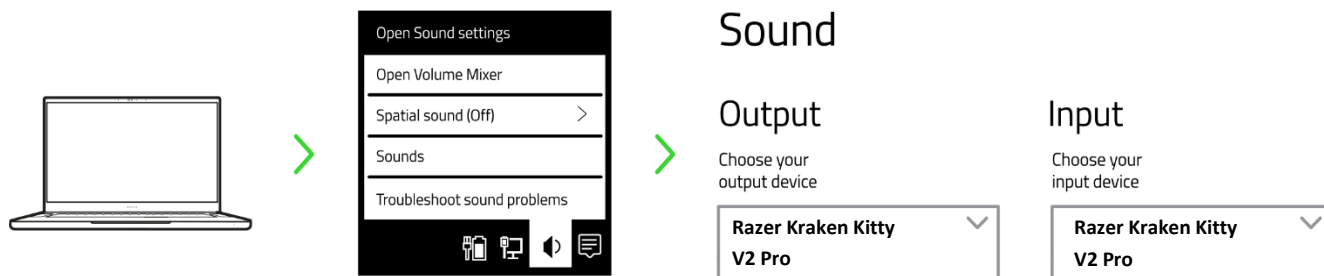 Open Sound settings
Open Volume Mixer
Spatial sound (Off)
Sounds
Troubleshoot sound problems
Sound
Output
Choose your
output device
Razer Kraken Kitty
V2 Pro
Input
Choose your
input device
Razer Kraken Kitty
V2 Pro